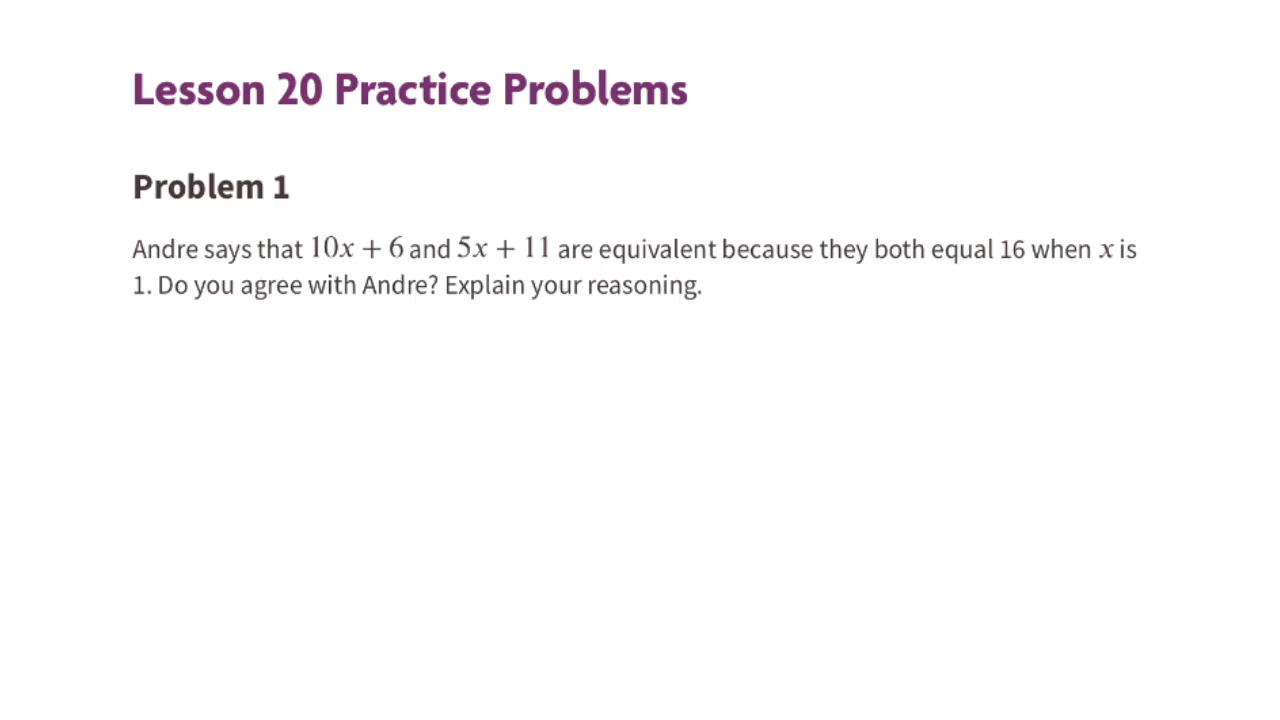 Lesson 20 Practice Problems
Problem 1
Andre says that 10x + 6 and 5x + 11 are equivalent because they both equal 16 when x is
1. Do you agree with Andre? Explain your reasoning.